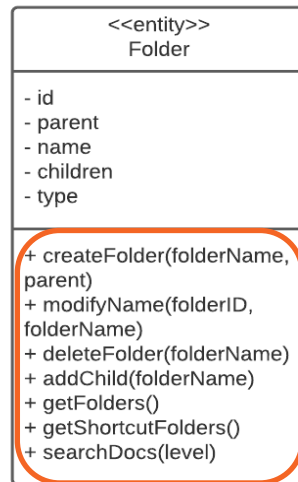 <<entity>>
Folder
- id
- parent
- name
- children
- type
+ createFolder(folderName,
parent)
+ modifyName(folderID,
folderName)
+ deleteFolder(folderName)
+ addChild(folderName)
+ getFolders()
+ getShortcutFolders()
+ searchDocs(level)